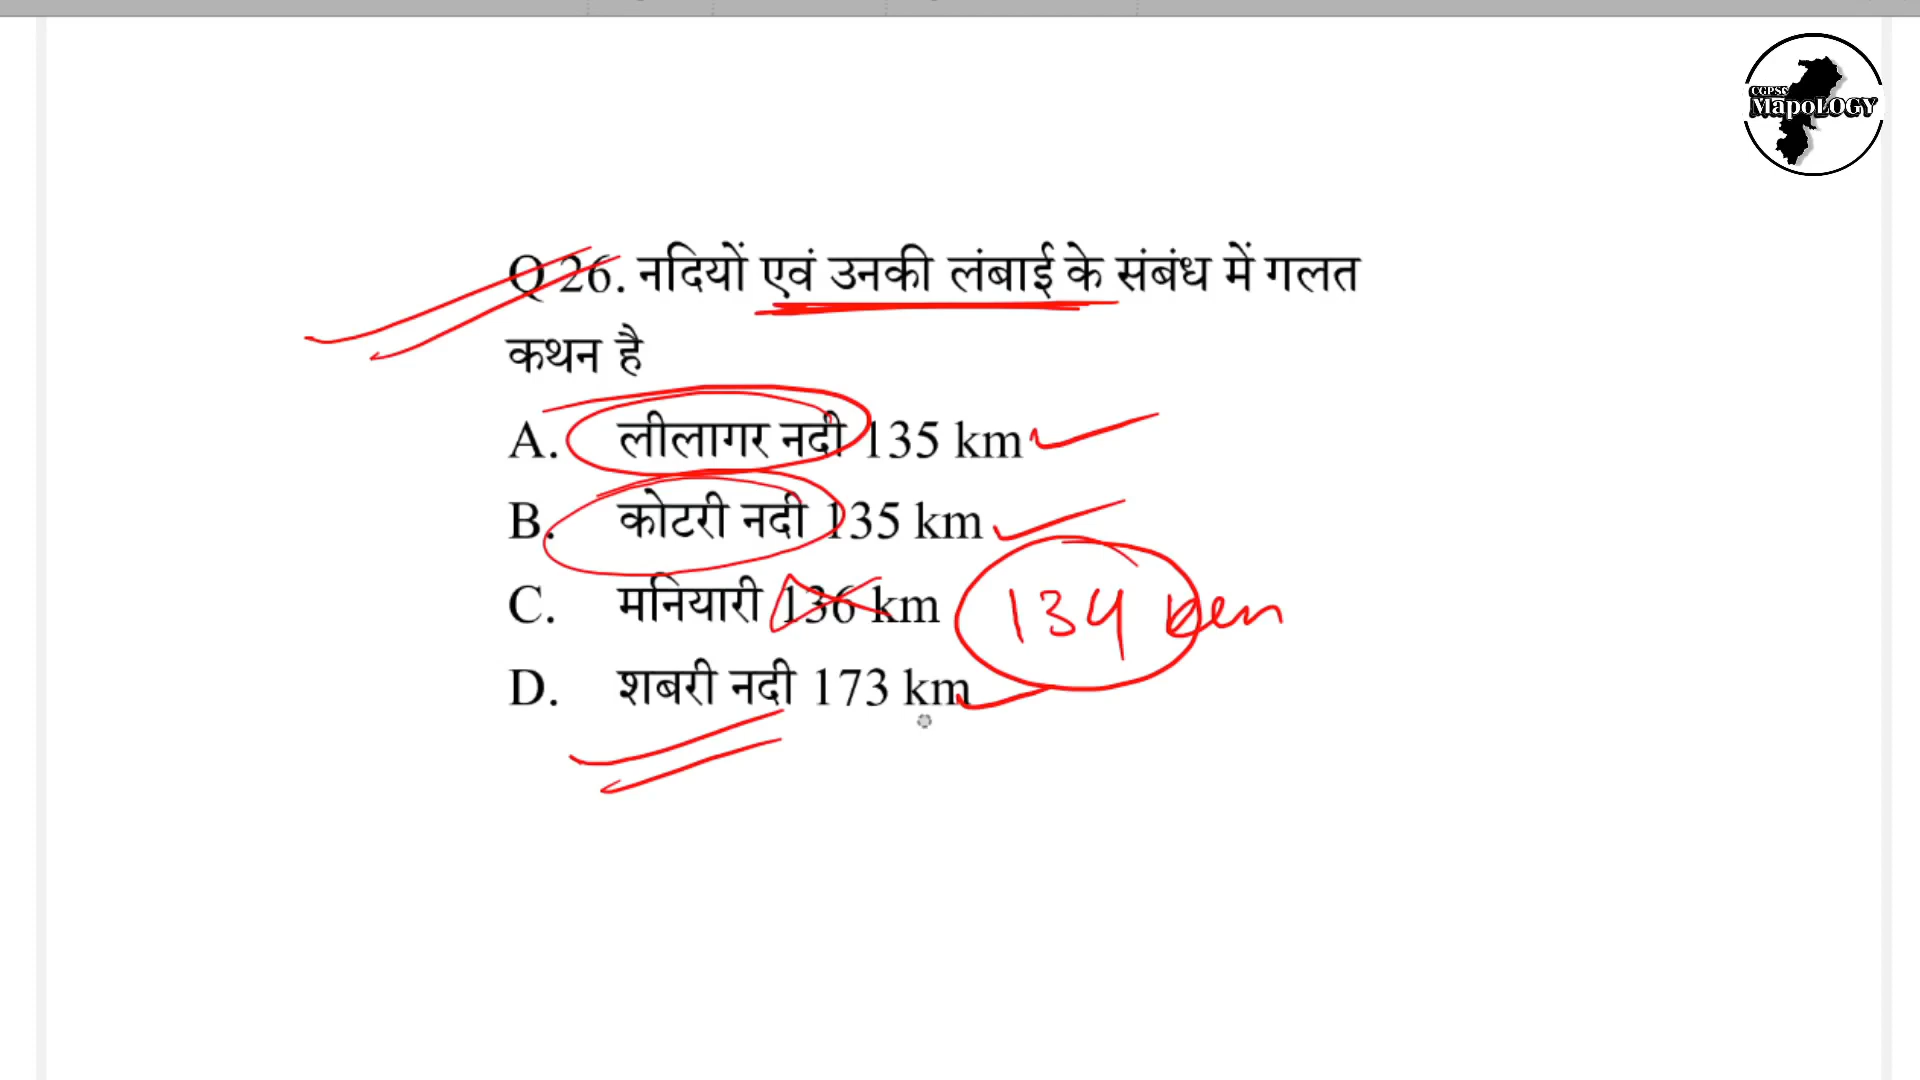 CGPSC
MapoLOGY
Q 26. नदियों एवं उनकी लंबाई के संबंध में गलत
कथन है
A. लीलागर नदी 135 km
B. कोटरी नदी 135 km
C. मनियारी 136 km 134 km
D. शबरी नदी 173 km